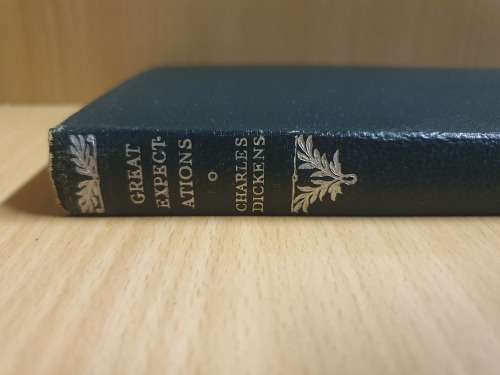 GREAT
EXPECT-
ATIONS
CHARLES
DICKENS